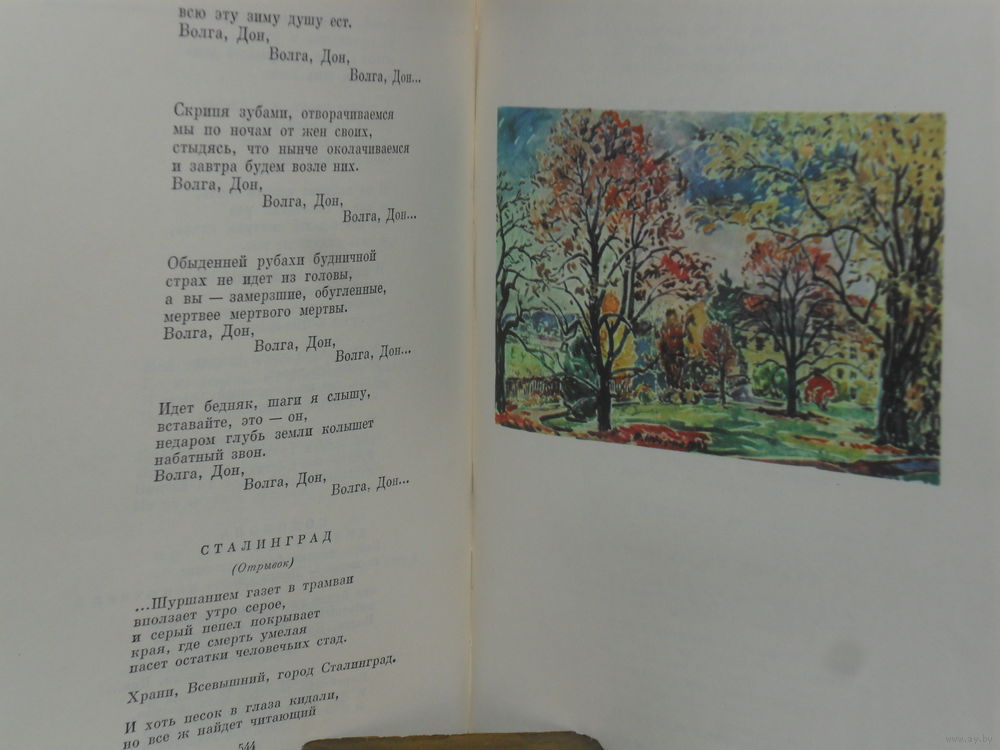 всю эту зиму душу ест.
Волга, Дон,
Волга, Дон,
Волга, Дон...
Скрипя зубами, отворачиваемся
мы по ночам от жен своих,
стыдясь, что нынче околачиваемся
и завтра будем возле них.
Волга, Дон,
Волга, Дон,
Волга, Дон...
Обыденней рубахи будничной
страх не идет из головы,
а вы — замерзшие, обугленные,
мертвее мертвого мертвы.
Волга, Дон,
Волга, Дон,
Волга, Дон...
Идет бедняк, шаги я слышу,
вставайте, это — он,
недаром глубь земли колышет
набатный звон.
Волга, Дон,
Волга, Дон,
Волга, Дон...
СТАЛИНГРАД
(Отрывок)
...Шуршанием газет в трамваи
вползает утро серое,
и серый пепел покрывает
края, где смерть умелая
пасет остатки человечьих стад.
Храни, Всевышний, город Сталинград.
И хоть песок в глаза кидали,
но все ж найдет читающий
544
www.ay.by